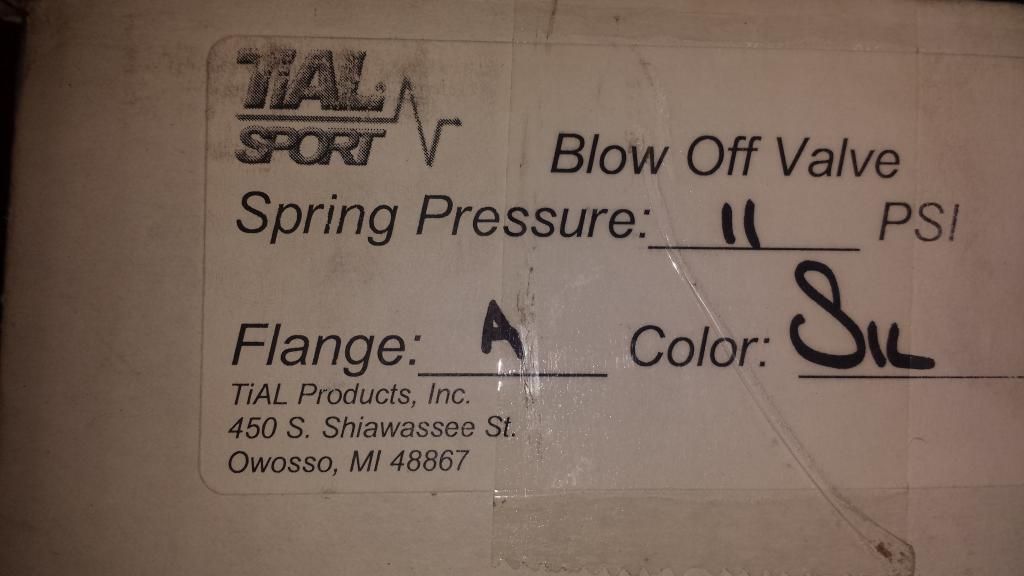 TiAL
SPORT
Blow Off Valve
Spring Pressure: 11 PSI
Flange: A Color: SIL
TiAL Products, Inc.
450 S. Shiawassee St.
Owosso, MI 48867